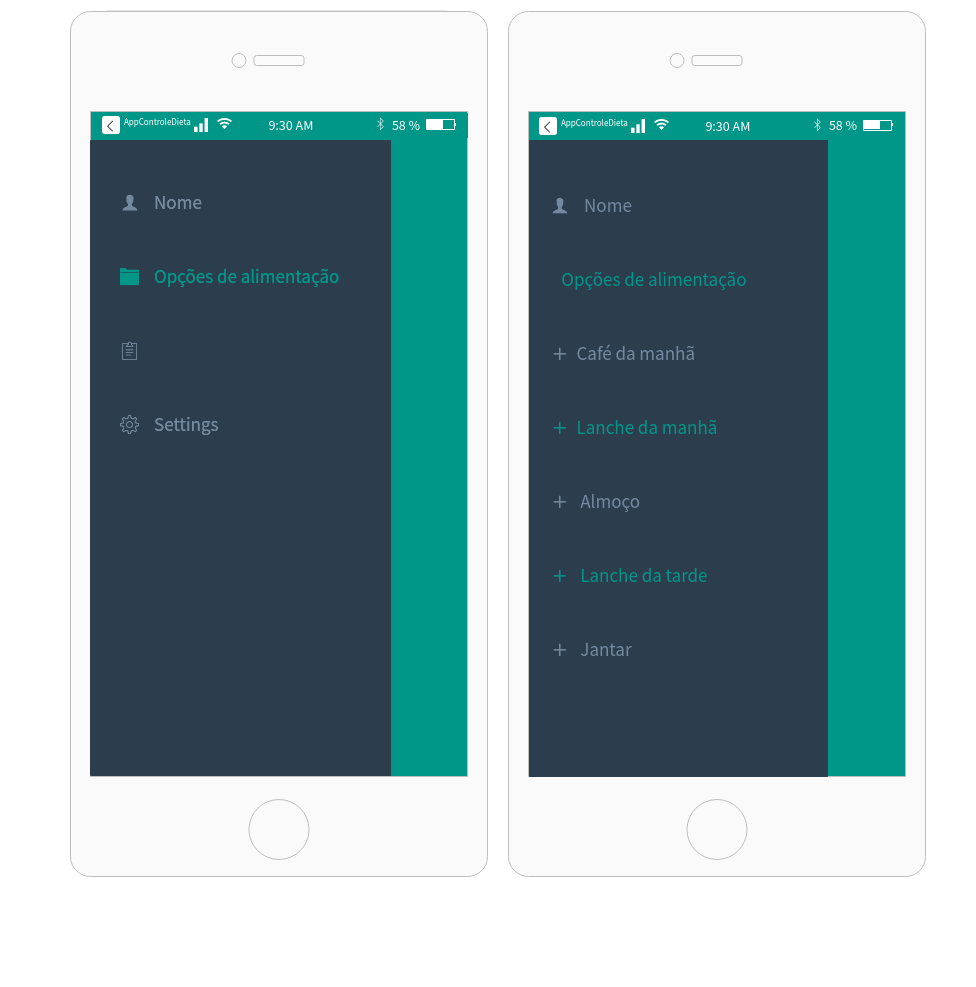 AppControleDieta 9:30 AM 58 %
Nome
Opções de alimentação
Settings
AppControleDieta 9:30 AM 58 %
Nome
Opções de alimentação
+ Café da manhã
+ Lanche da manhã
+ Almoço
+ Lanche da tarde
+ Jantar